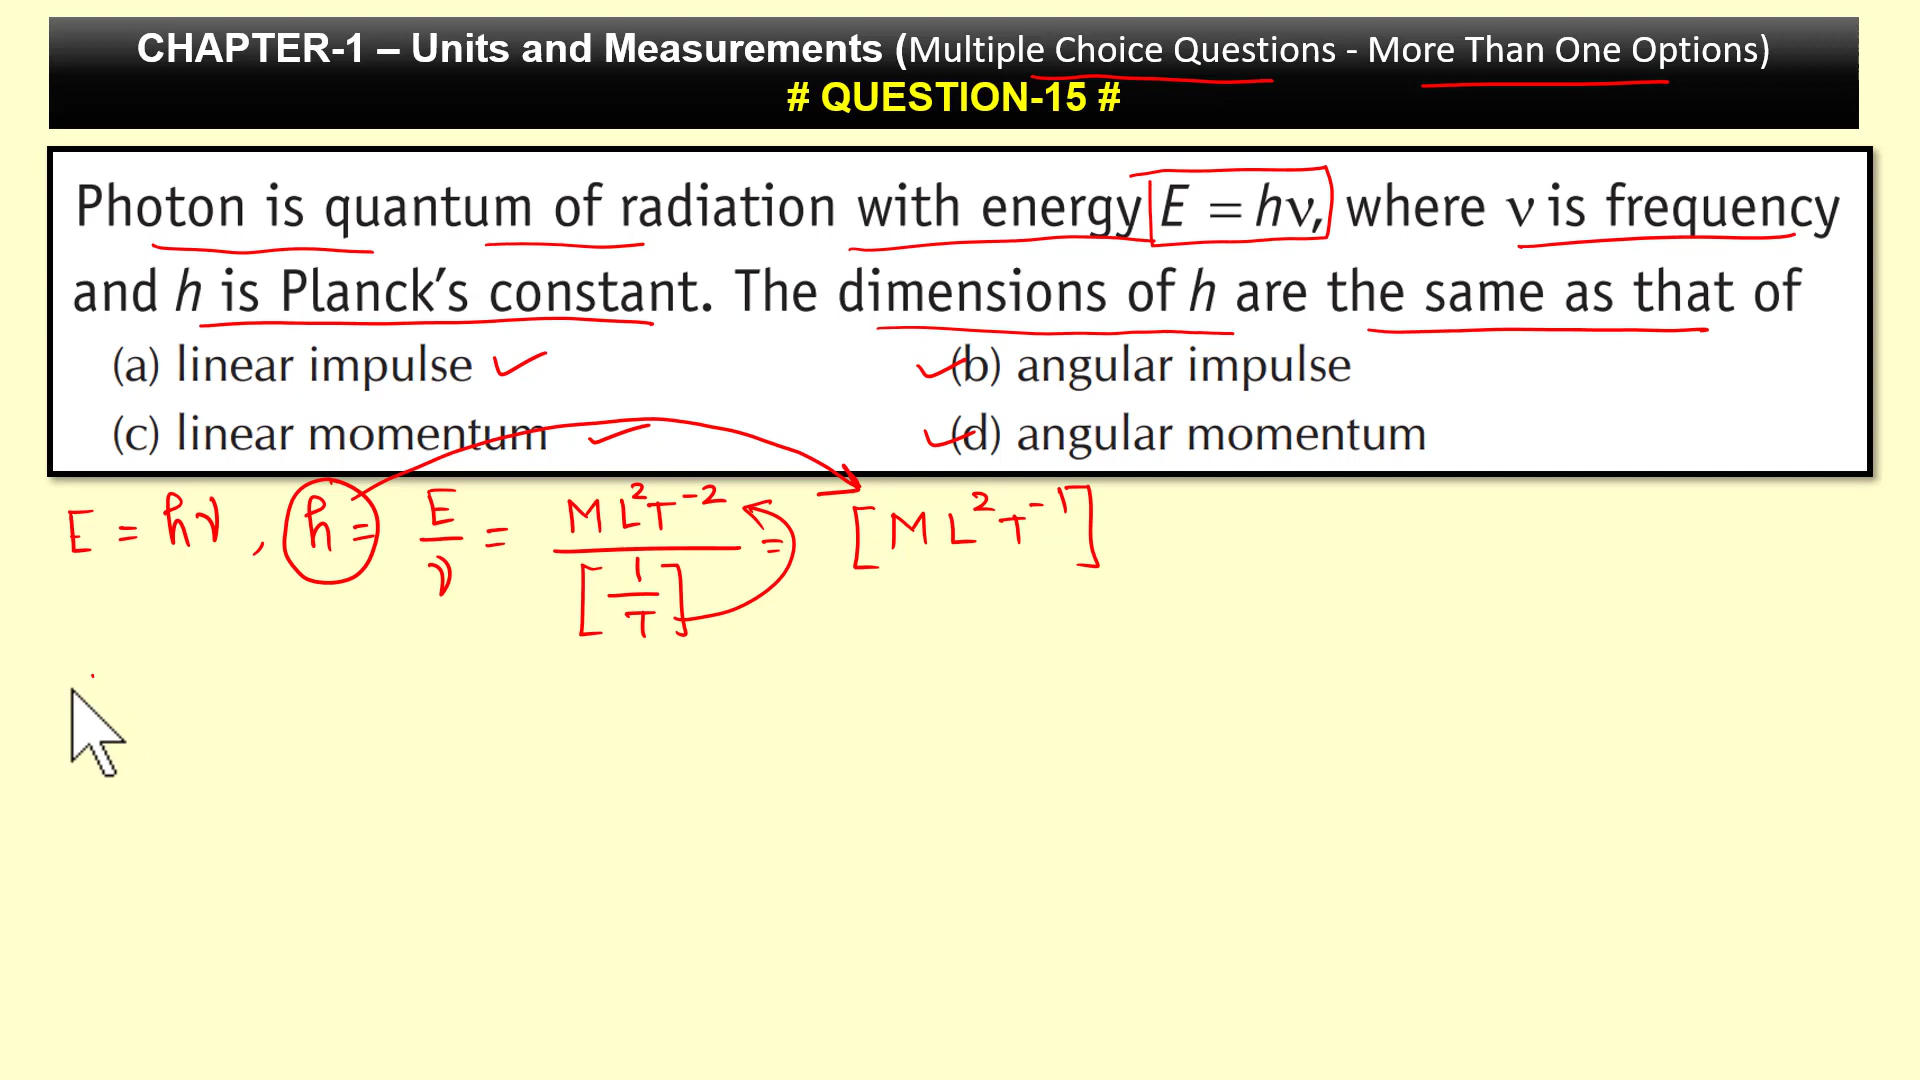 CHAPTER-1 – Units and Measurements (Multiple Choice Questions - More Than One Options)
# QUESTION-15 #
Photon is quantum of radiation with energy E = hν, where ν is frequency
and h is Planck's constant. The dimensions of h are the same as that of
(a) linear impulse ✓ ✓(b) angular impulse
(c) linear momentum ✓ ✓(d) angular momentum
E = hν , h = E/ν = ML²T⁻²/[1/T] = [ML²T⁻¹]